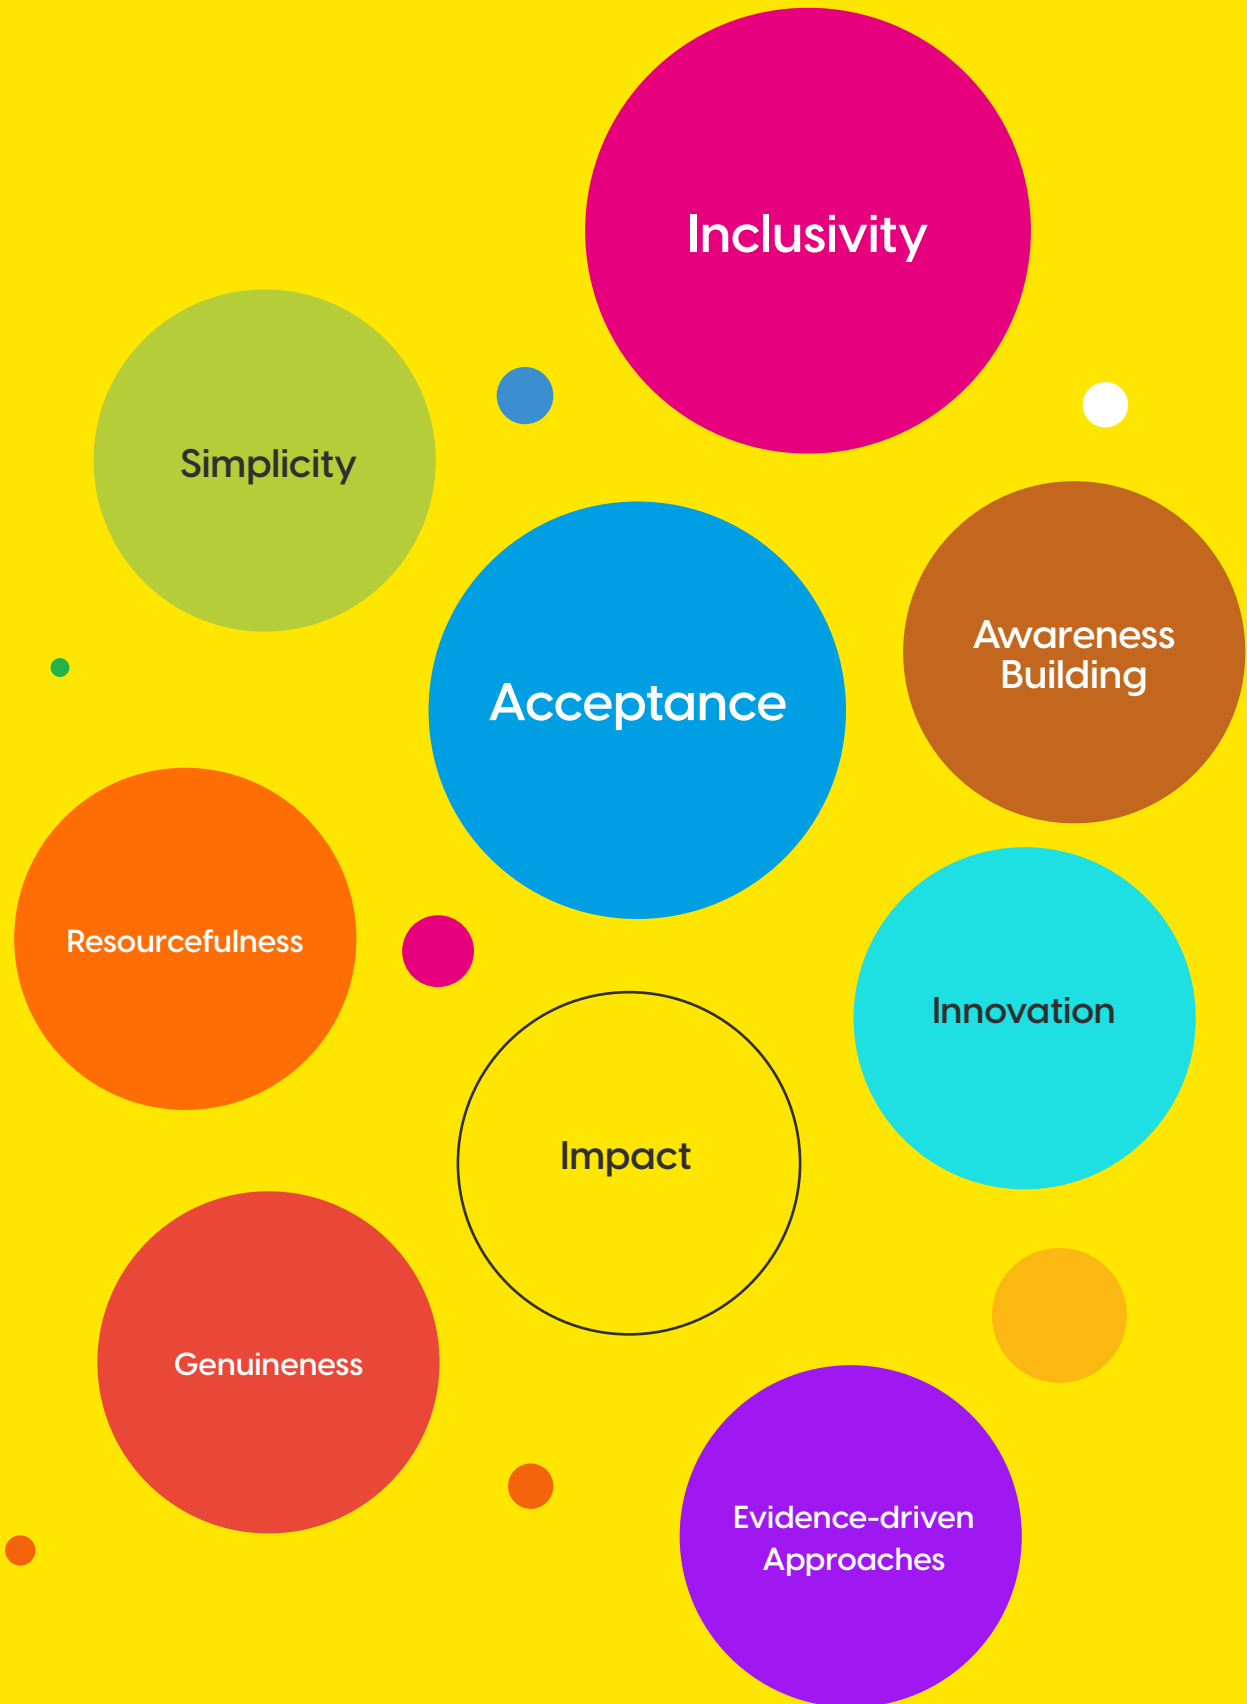 Inclusivity
Simplicity
Acceptance
Awareness
Building
Resourcefulness
Innovation
Impact
Genuineness
Evidence-driven
Approaches